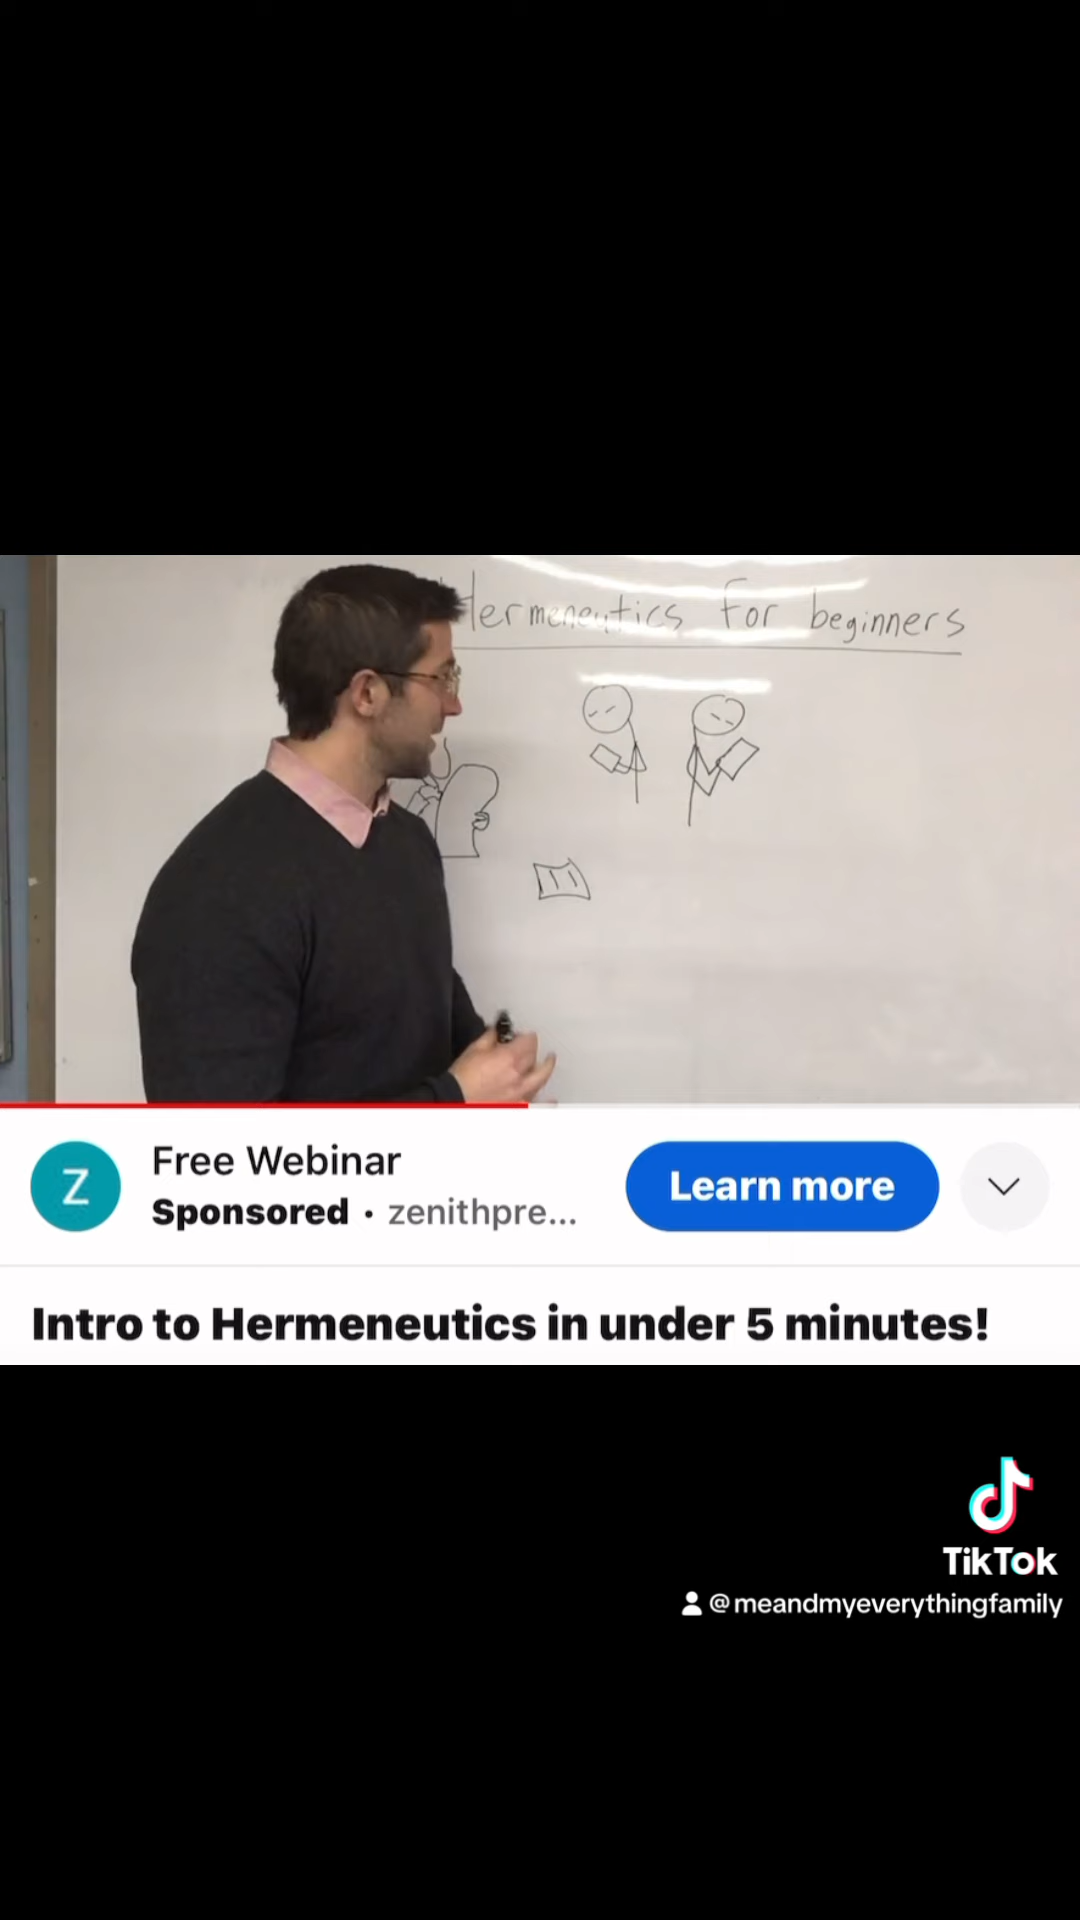 Hermeneutics for beginners
Z
Free Webinar
Sponsored • zenithpre...
Learn more
Intro to Hermeneutics in under 5 minutes!
TikTok
@meandmyeverythingfamily